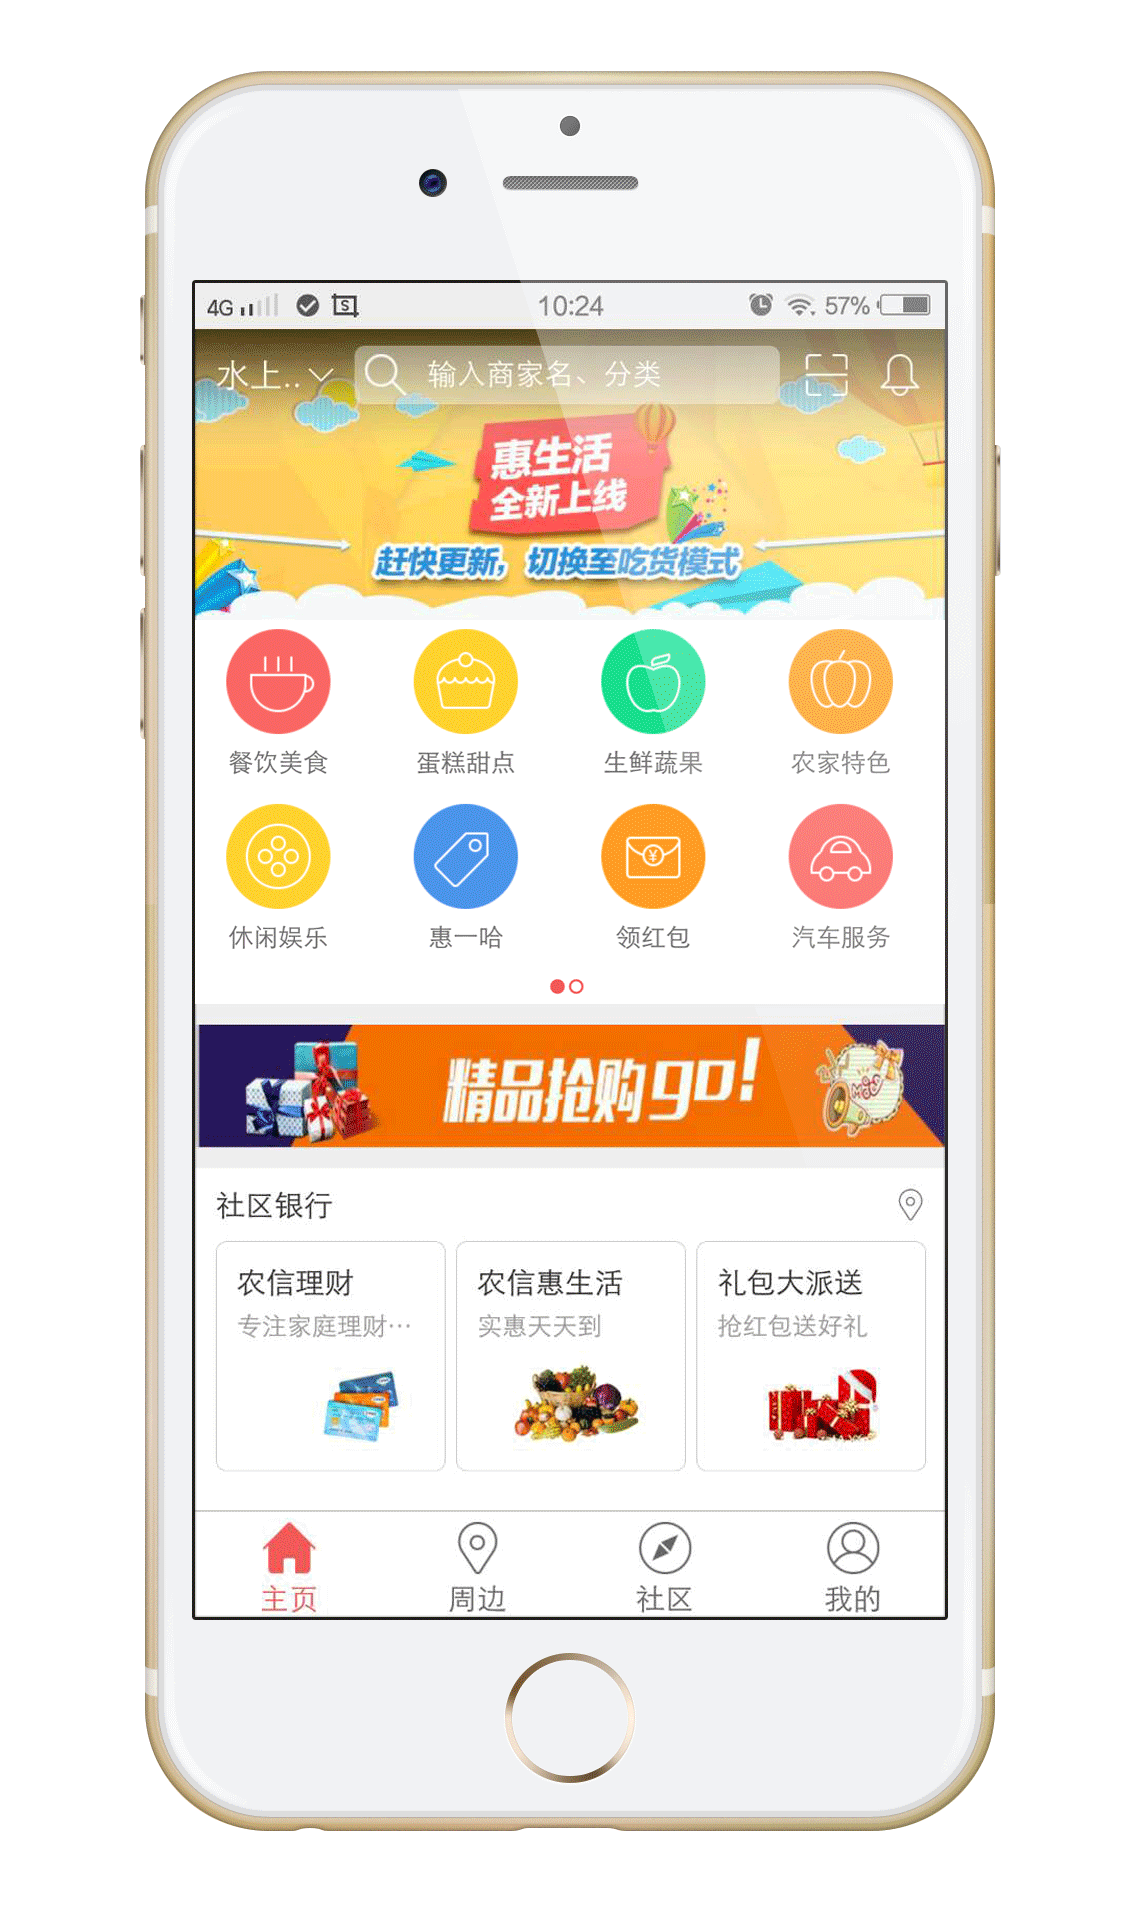 4G 10:24 57%
水上.. 输入商家名、分类
惠生活
全新上线
赶快更新，切换至吃货模式
餐饮美食 蛋糕甜点 生鲜蔬果 农家特色
休闲娱乐 惠一哈 领红包 汽车服务
精品抢购go!
社区银行
农信理财 农信惠生活 礼包大派送
专注家庭理财… 实惠天天到 抢红包送好礼
主页 周边 社区 我的